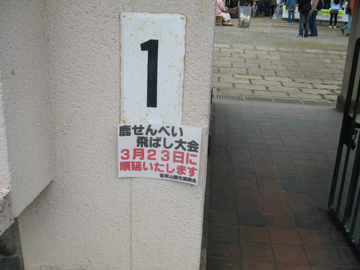 1
鹿せんべい
飛ばし大会
3月23日に
順延いたします